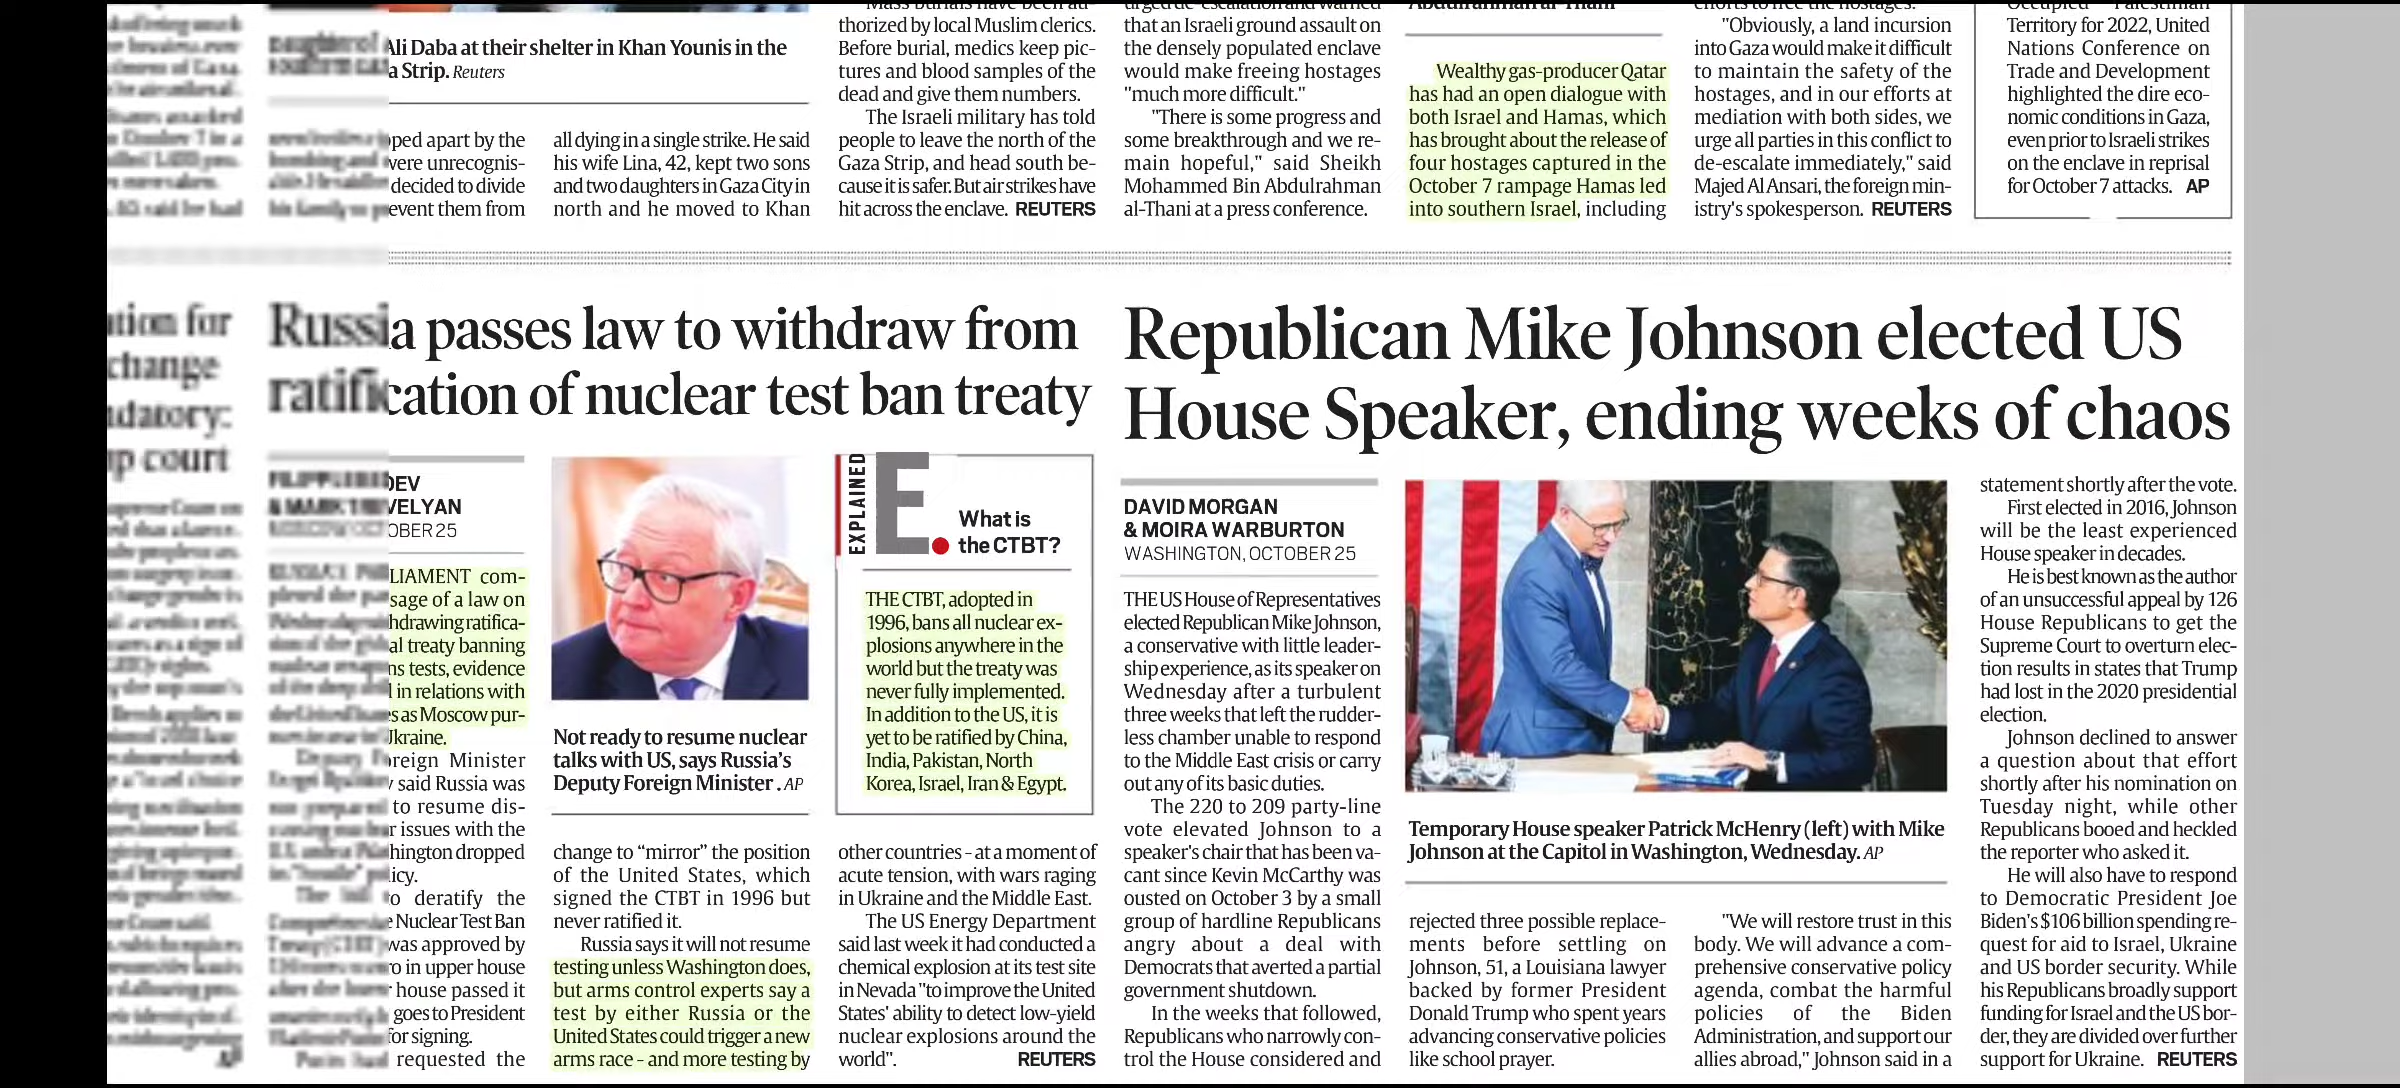 Ali Daba at their shelter in Khan Younis in the
a Strip. Reuters
ped apart by the
were unrecognis-
decided to divide
event them from
all dying in a single strike. He said
his wife Lina, 42, kept two sons
and two daughters in Gaza City in
north and he moved to Khan
thorized by local Muslim clerics.
Before burial, medics keep pic-
tures and blood samples of the
dead and give them numbers.
The Israeli military has told
people to leave the north of the
Gaza Strip, and head south be-
cause it is safer. But air strikes have
hit across the enclave. REUTERS
urged de-escalation and warned
that an Israeli ground assault on
the densely populated enclave
would make freeing hostages
"much more difficult."
"There is some progress and
some breakthrough and we re-
main hopeful," said Sheikh
Mohammed Bin Abdulrahman
al-Thani at a press conference.
Wealthy gas-producer Qatar
has had an open dialogue with
both Israel and Hamas, which
has brought about the release of
four hostages captured in the
October 7 rampage Hamas led
into southern Israel, including
"Obviously, a land incursion
into Gaza would make it difficult
to maintain the safety of the
hostages, and in our efforts at
mediation with both sides, we
urge all parties in this conflict to
de-escalate immediately," said
Majed Al Ansari, the foreign min-
istry's spokesperson. REUTERS
Occupied Palestinian
Territory for 2022, United
Nations Conference on
Trade and Development
highlighted the dire eco-
nomic conditions in Gaza,
even prior to Israeli strikes
on the enclave in reprisal
for October 7 attacks. AP
ation for
change
ndatory:
p court
Russia passes law to withdraw from
ratification of nuclear test ban treaty
DEV
VELYAN
OBER 25
LIAMENT com-
sage of a law on
hdrawing ratifica-
al treaty banning
ns tests, evidence
l in relations with
s as Moscow pur-
Ukraine.
oreign Minister
said Russia was
to resume dis-
r issues with the
hington dropped
icy.
o deratify the
Nuclear Test Ban
was approved by
o in upper house
house passed it
goes to President
for signing.
requested the
Not ready to resume nuclear
talks with US, says Russia's
Deputy Foreign Minister . AP
change to “mirror” the position
of the United States, which
signed the CTBT in 1996 but
never ratified it.
Russia says it will not resume
testing unless Washington does,
but arms control experts say a
test by either Russia or the
United States could trigger a new
arms race - and more testing by
EXPLAINED
E.
What is
the CTBT?
THE CTBT, adopted in
1996, bans all nuclear ex-
plosions anywhere in the
world but the treaty was
never fully implemented.
In addition to the US, it is
yet to be ratified by China,
India, Pakistan, North
Korea, Israel, Iran & Egypt.
other countries - at a moment of
acute tension, with wars raging
in Ukraine and the Middle East.
The US Energy Department
said last week it had conducted a
chemical explosion at its test site
in Nevada "to improve the United
States' ability to detect low-yield
nuclear explosions around the
world". REUTERS
Republican Mike Johnson elected US
House Speaker, ending weeks of chaos
DAVID MORGAN
& MOIRA WARBURTON
WASHINGTON, OCTOBER 25
THE US House of Representatives
elected Republican Mike Johnson,
a conservative with little leader-
ship experience, as its speaker on
Wednesday after a turbulent
three weeks that left the rudder-
less chamber unable to respond
to the Middle East crisis or carry
out any of its basic duties.
The 220 to 209 party-line
vote elevated Johnson to a
speaker's chair that has been va-
cant since Kevin McCarthy was
ousted on October 3 by a small
group of hardline Republicans
angry about a deal with
Democrats that averted a partial
government shutdown.
In the weeks that followed,
Republicans who narrowly con-
trol the House considered and
Temporary House speaker Patrick McHenry (left) with Mike
Johnson at the Capitol in Washington, Wednesday. AP
rejected three possible replace-
ments before settling on
Johnson, 51, a Louisiana lawyer
backed by former President
Donald Trump who spent years
advancing conservative policies
like school prayer.
"We will restore trust in this
body. We will advance a com-
prehensive conservative policy
agenda, combat the harmful
policies of the Biden
Administration, and support our
allies abroad," Johnson said in a
statement shortly after the vote.
First elected in 2016, Johnson
will be the least experienced
House speaker in decades.
He is best known as the author
of an unsuccessful appeal by 126
House Republicans to get the
Supreme Court to overturn elec-
tion results in states that Trump
had lost in the 2020 presidential
election.
Johnson declined to answer
a question about that effort
shortly after his nomination on
Tuesday night, while other
Republicans booed and heckled
the reporter who asked it.
He will also have to respond
to Democratic President Joe
Biden's $106 billion spending re-
quest for aid to Israel, Ukraine
and US border security. While
his Republicans broadly support
funding for Israel and the US bor-
der, they are divided over further
support for Ukraine. REUTERS